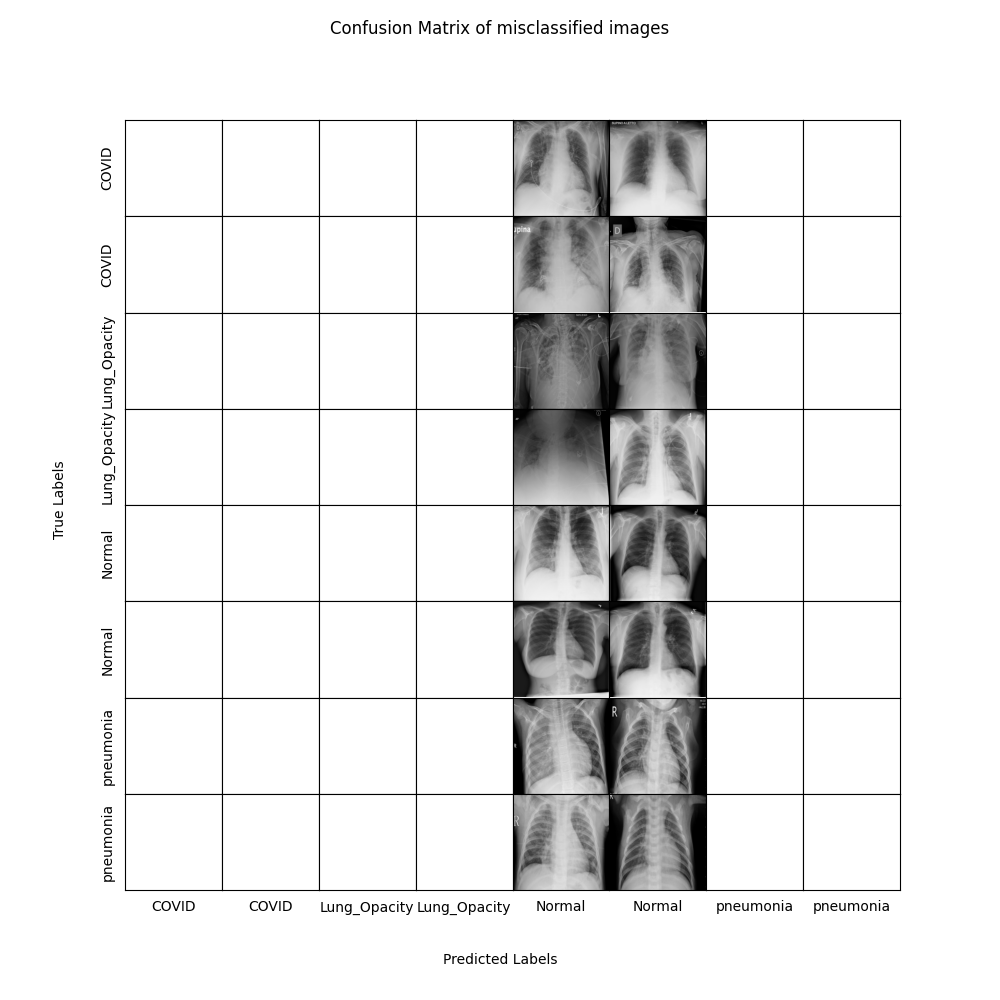 Confusion Matrix of misclassified images
COVID
COVID
Lung_Opacity
Lung_Opacity
Normal
Normal
pneumonia
pneumonia
True Labels
upina
D
R
R
COVID
COVID
Lung_Opacity
Lung_Opacity
Normal
Normal
pneumonia
pneumonia
Predicted Labels